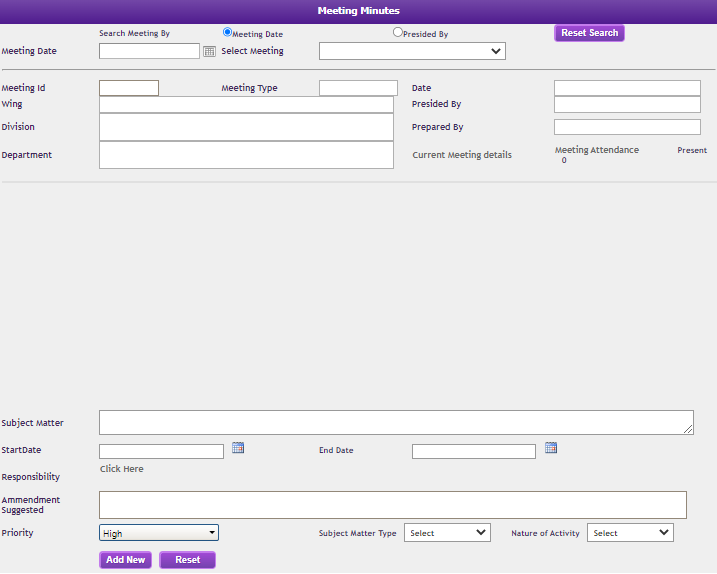 Meeting Minutes
Search Meeting By Meeting Date Presided By Reset Search
Meeting Date Select Meeting
Meeting Id Meeting Type Date
Wing Presided By
Division Prepared By
Department Current Meeting details Meeting Attendance Present
0
Subject Matter
StartDate End Date
Responsibility Click Here
Ammendment
Suggested
Priority High Subject Matter Type Select Nature of Activity Select
Add New Reset